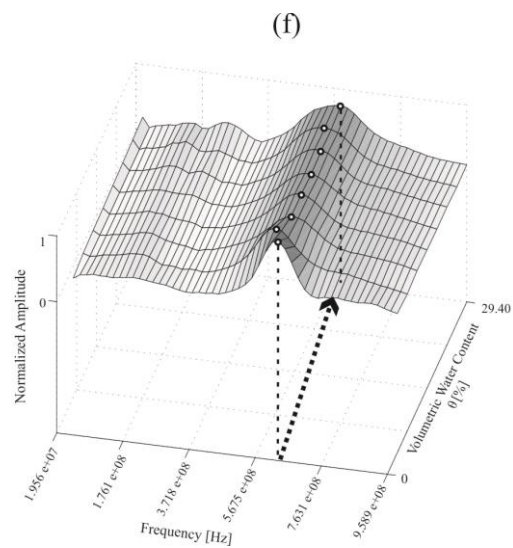 (f)
1
0
Normalized Amplitude
29.40
Volumetric Water Content
θ [%]
0
1.956 e+07
1.761 e+08
3.718 e+08
5.675 e+08
7.631 e+08
9.589 e+08
Frequency [Hz]